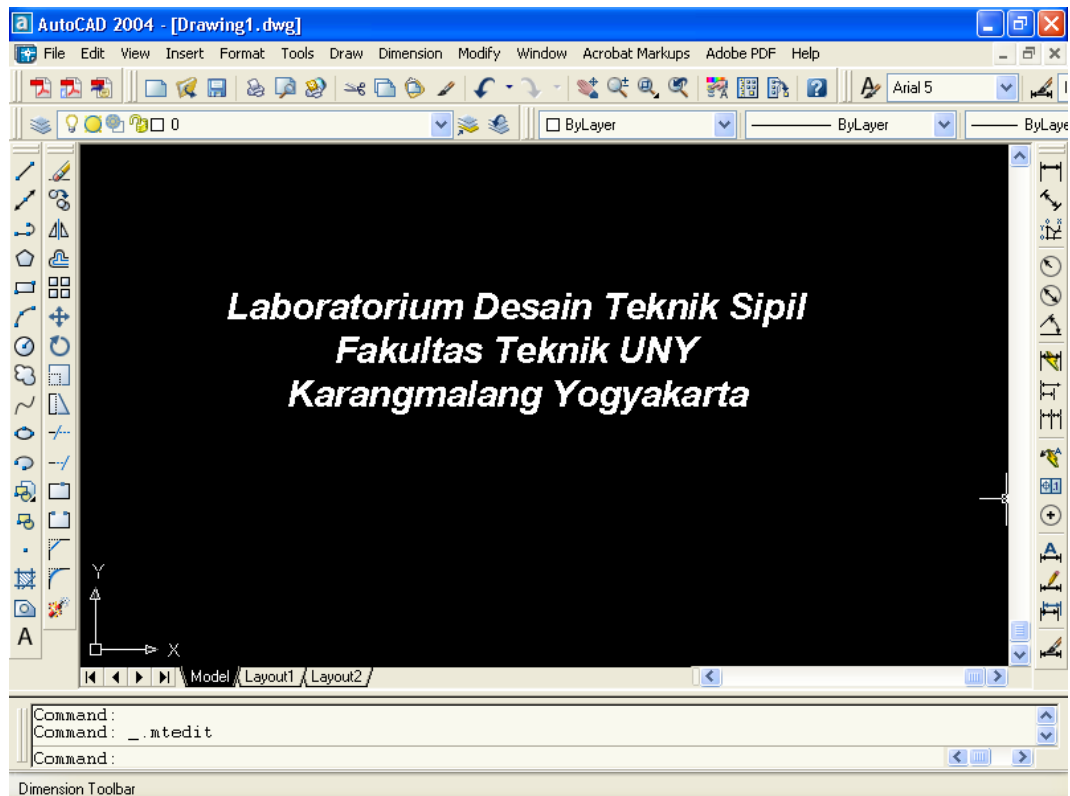 AutoCAD 2004 - [Drawing1.dwg]
File Edit View Insert Format Tools Draw Dimension Modify Window Acrobat Markups Adobe PDF Help
Arial 5
0 ByLayer ByLayer ByLaye
Laboratorium Desain Teknik Sipil
Fakultas Teknik UNY
Karangmalang Yogyakarta
Y
X
A
Model Layout1 Layout2
Command:
Command: _.mtedit
Command:
Dimension Toolbar